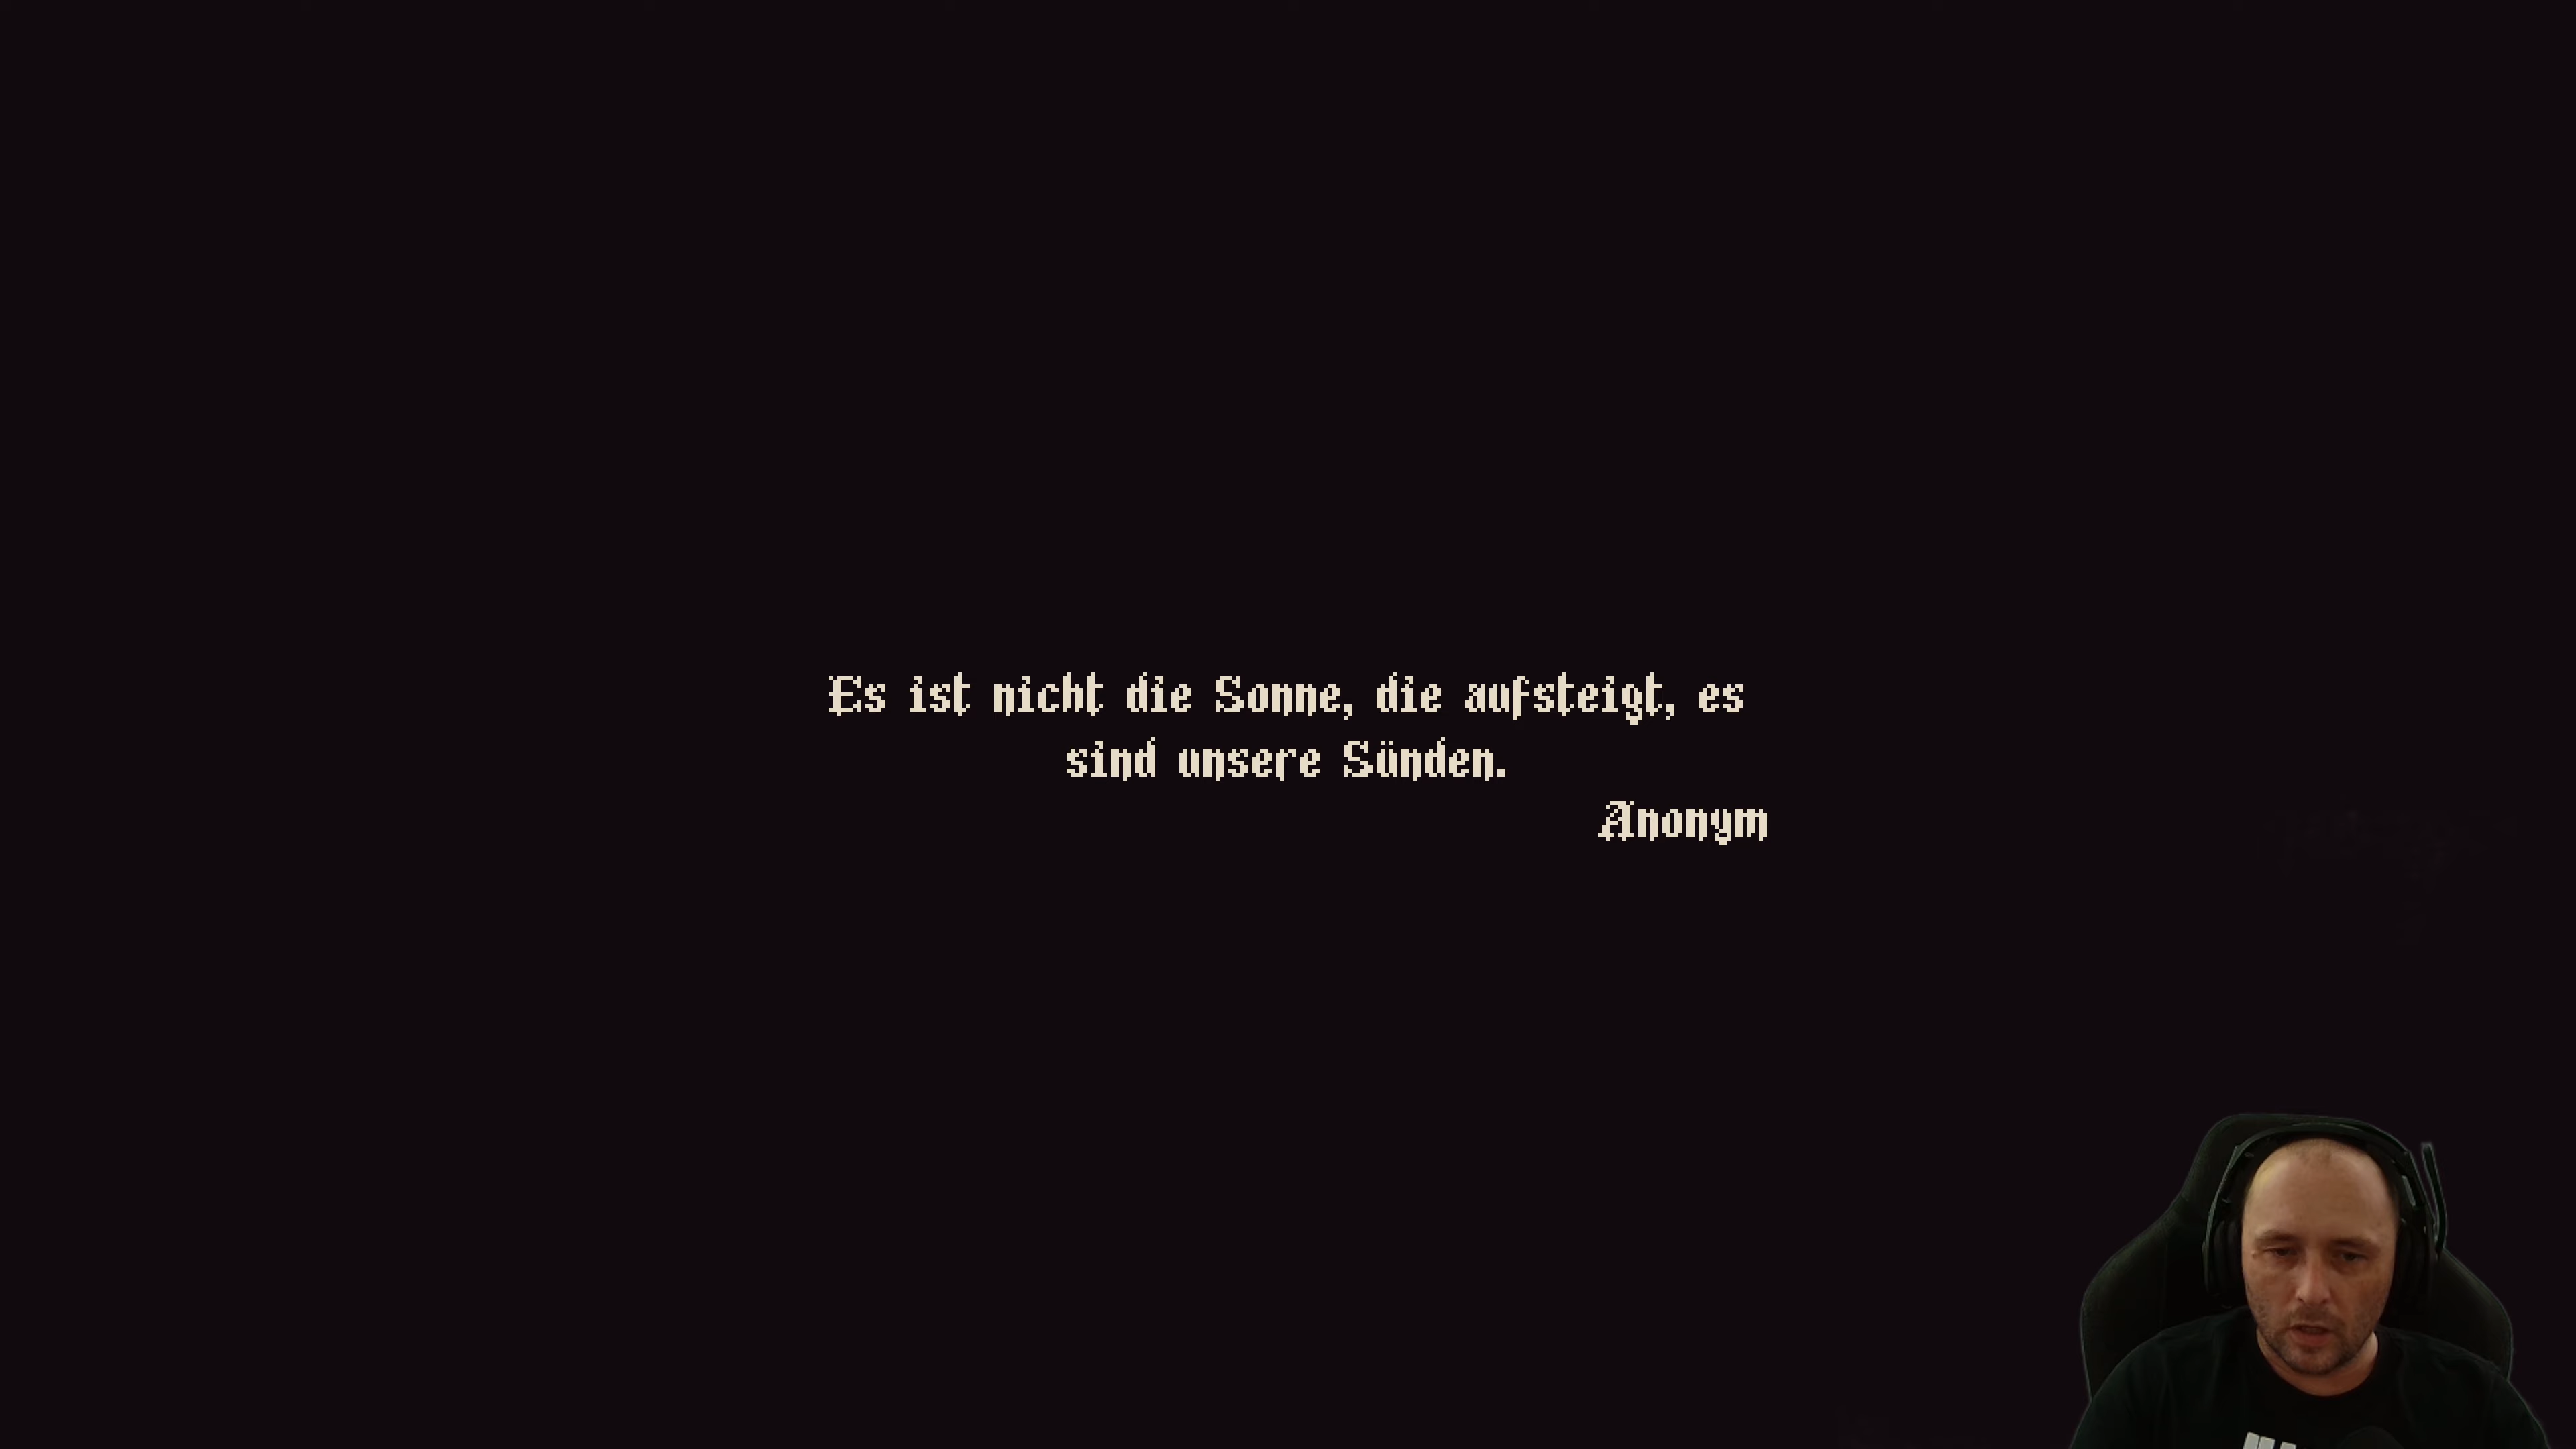 Es ist nicht die Sonne, die aufsteigt, es
sind unsere Sünden.
Anonym